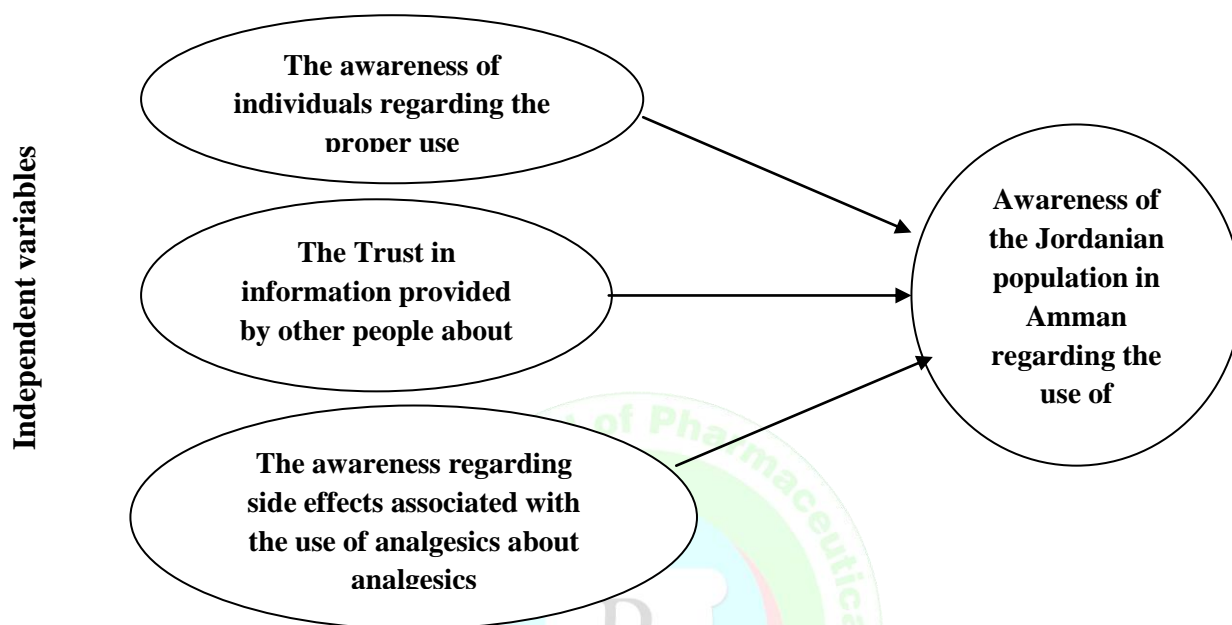 Independent variables
The awareness of
individuals regarding the
proper use
The Trust in
information provided
by other people about
The awareness regarding
side effects associated with
the use of analgesics about
analgesics
Awareness of
the Jordanian
population in
Amman
regarding the
use of
of Pharmaceutica